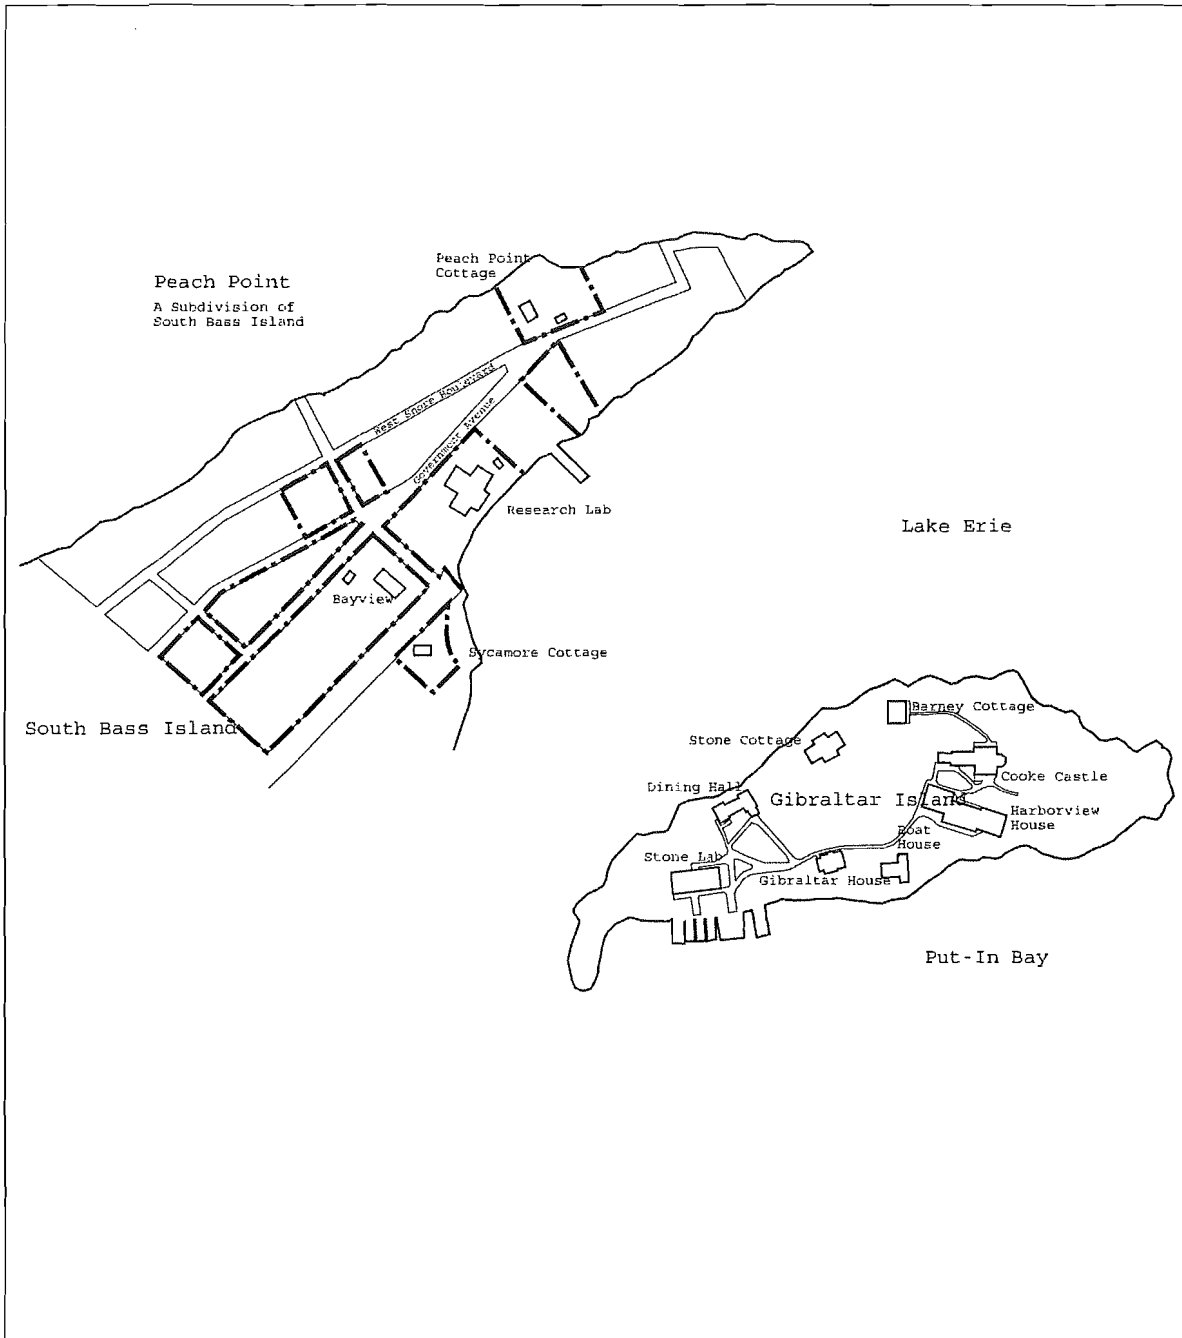 Peach Point
Cottage
Peach Point
A Subdivision of
South Bass Island
West Shore Boulevard
Government Avenue
Research Lab
Lake Erie
Bayview
Sycamore Cottage
South Bass Island
Barney Cottage
Stone Cottage
Cooke Castle
Dining Hall
Gibraltar Island
Harborview
House
Boat
House
Stone Lab
Gibraltar House
Put-In Bay